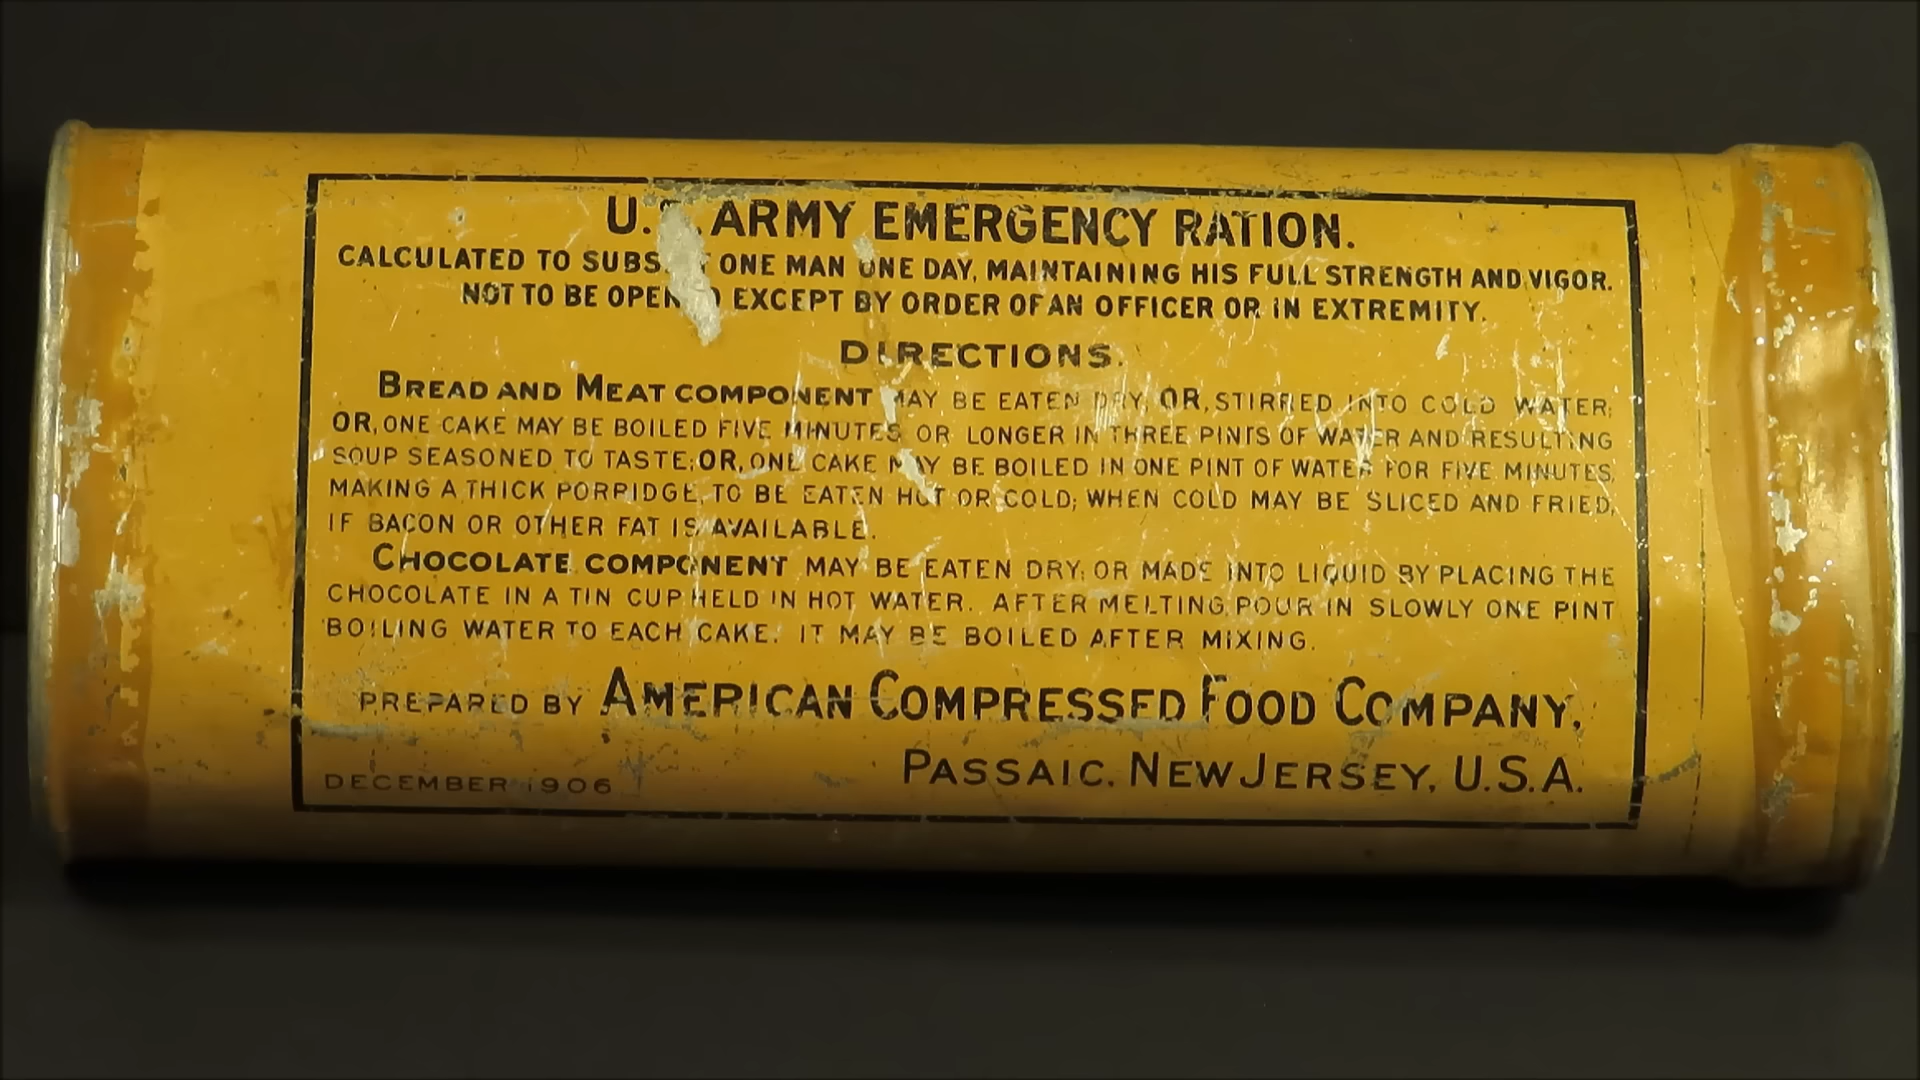 U.S. ARMY EMERGENCY RATION.
CALCULATED TO SUBSIST ONE MAN ONE DAY, MAINTAINING HIS FULL STRENGTH AND VIGOR.
NOT TO BE OPENED EXCEPT BY ORDER OF AN OFFICER OR IN EXTREMITY.
DIRECTIONS.
BREAD AND MEAT COMPONENT MAY BE EATEN DRY, OR, STIRRED INTO COLD WATER;
OR, ONE CAKE MAY BE BOILED FIVE MINUTES OR LONGER IN THREE PINTS OF WATER AND RESULTING
SOUP SEASONED TO TASTE; OR, ONE CAKE MAY BE BOILED IN ONE PINT OF WATER FOR FIVE MINUTES,
MAKING A THICK PORRIDGE, TO BE EATEN HOT OR COLD; WHEN COLD MAY BE SLICED AND FRIED,
IF BACON OR OTHER FAT IS AVAILABLE.
CHOCOLATE COMPONENT MAY BE EATEN DRY, OR MADE INTO LIQUID BY PLACING THE
CHOCOLATE IN A TIN CUP HELD IN HOT WATER. AFTER MELTING, POUR IN SLOWLY ONE PINT
BOILING WATER TO EACH CAKE. IT MAY BE BOILED AFTER MIXING.
PREPARED BY AMERICAN COMPRESSED FOOD COMPANY,
PASSAIC, NEW JERSEY, U.S.A.
DECEMBER 1906